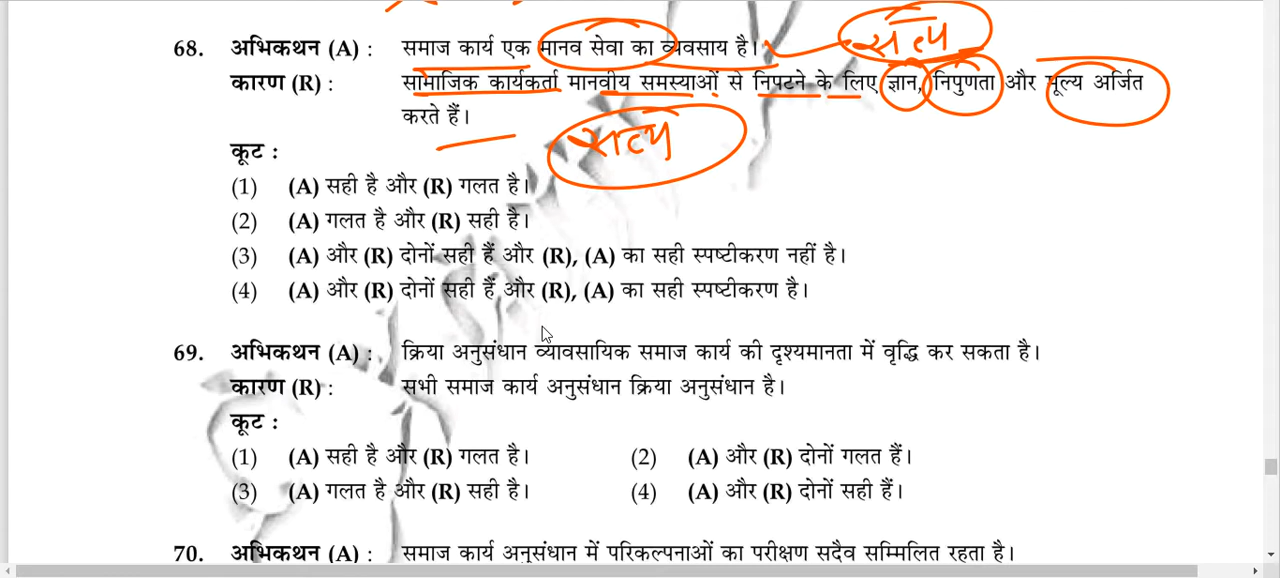 68. अभिकथन (A) : समाज कार्य एक मानव सेवा का व्यवसाय है। सत्य
कारण (R) : सामाजिक कार्यकर्ता मानवीय समस्याओं से निपटने के लिए ज्ञान, निपुणता और मूल्य अर्जित
करते हैं।
सत्य
कूट :
(1) (A) सही है और (R) गलत है।
(2) (A) गलत है और (R) सही है।
(3) (A) और (R) दोनों सही हैं और (R), (A) का सही स्पष्टीकरण नहीं है।
(4) (A) और (R) दोनों सही हैं और (R), (A) का सही स्पष्टीकरण है।
69. अभिकथन (A) : क्रिया अनुसंधान व्यावसायिक समाज कार्य की दृश्यमानता में वृद्धि कर सकता है।
कारण (R) : सभी समाज कार्य अनुसंधान क्रिया अनुसंधान है।
कूट :
(1) (A) सही है और (R) गलत है। (2) (A) और (R) दोनों गलत हैं।
(3) (A) गलत है और (R) सही है। (4) (A) और (R) दोनों सही हैं।
70. अभिकथन (A) : समाज कार्य अनुसंधान में परिकल्पनाओं का परीक्षण सदैव सम्मिलित रहता है।